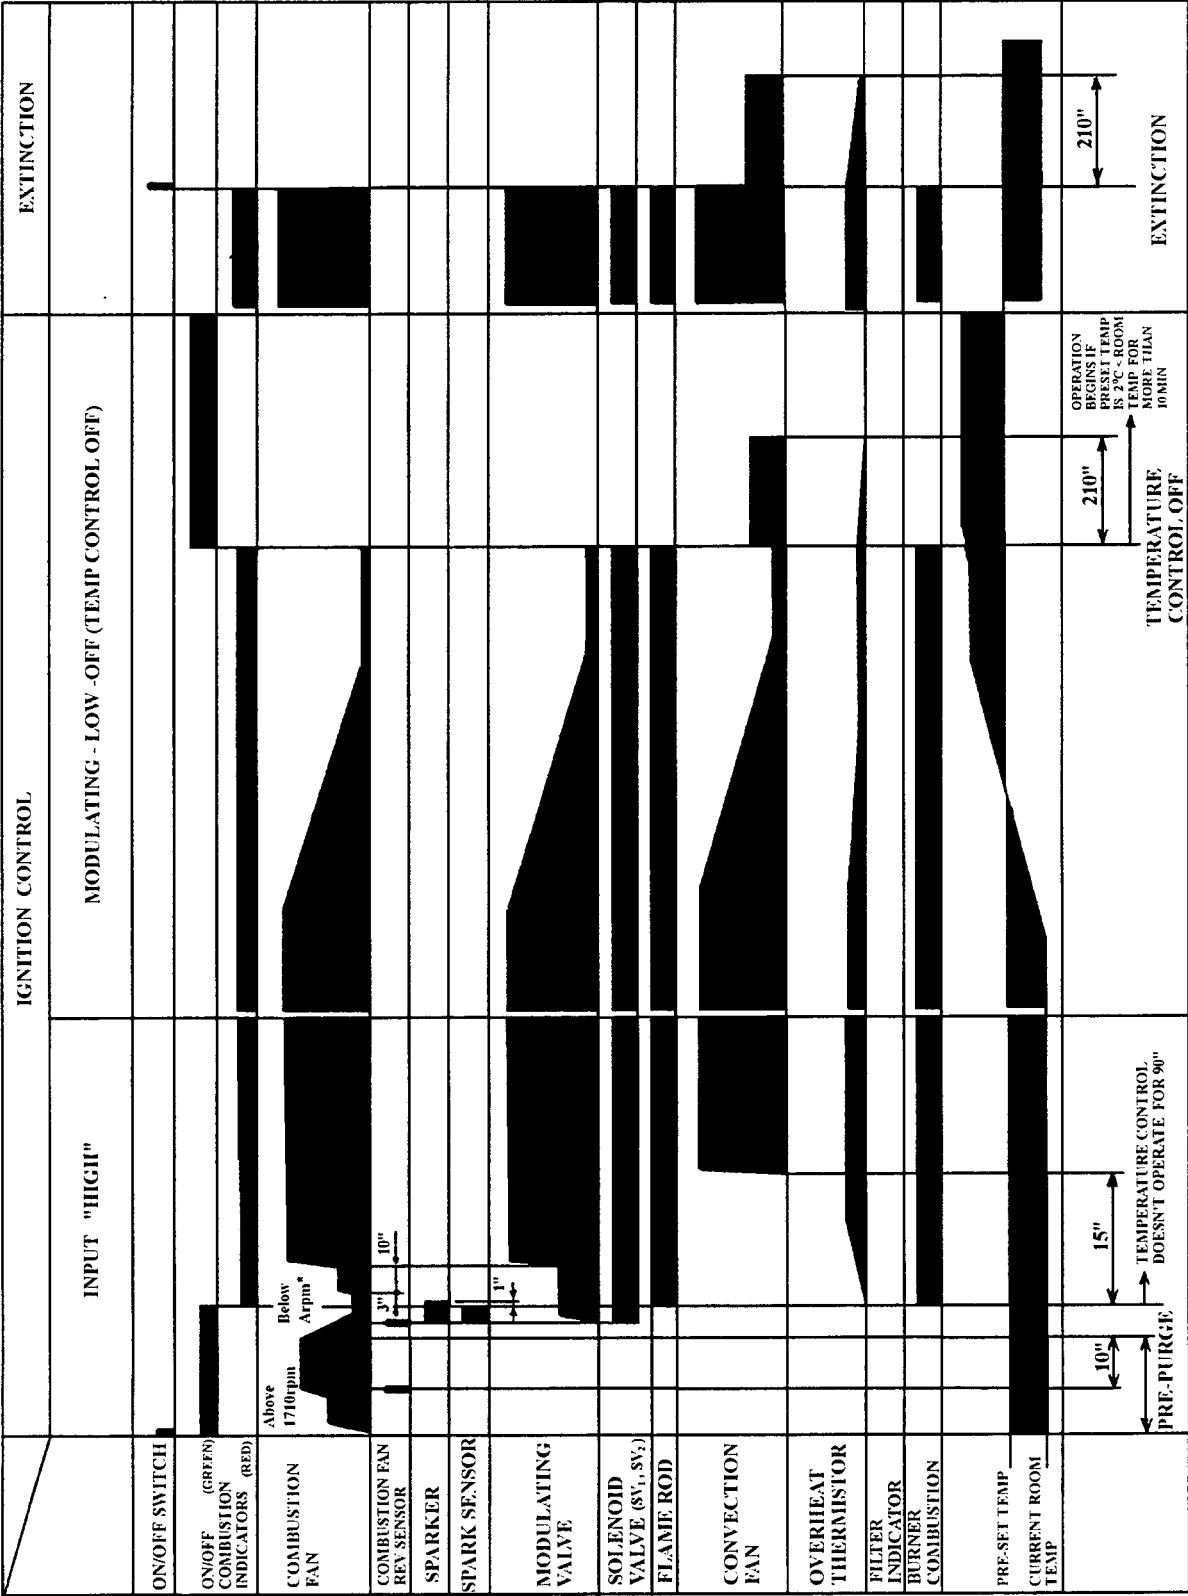 IGNITION CONTROL
EXTINCTION
INPUT "HIGH"
MODULATING - LOW -OFF (TEMP CONTROL OFF)
ON/OFF SWITCH
ON/OFF (GREEN)
COMBUSTION
INDICATORS (RED)
COMBUSTION
FAN
Above
1710rpm
Below
Arpm*
COMBUSTION FAN
REV SENSOR
3"
10"
SPARKER
SPARK SENSOR
1"
MODULATING
VALVE
SOLENOID
VALVE (SV1, SV2)
FLAME ROD
CONVECTION
FAN
OVERHEAT
THERMISTOR
FILTER
INDICATOR
BURNER
COMBUSTION
PRE-SET TEMP
CURRENT ROOM
TEMP
10"
15"
210"
210"
PRE-PURGE
TEMPERATURE CONTROL
DOESN'T OPERATE FOR 90"
OPERATION
BEGINS IF
PRESET TEMP
IS 2°C < ROOM
TEMP FOR
MORE THAN
10 MIN
TEMPERATURE
CONTROL OFF
EXTINCTION